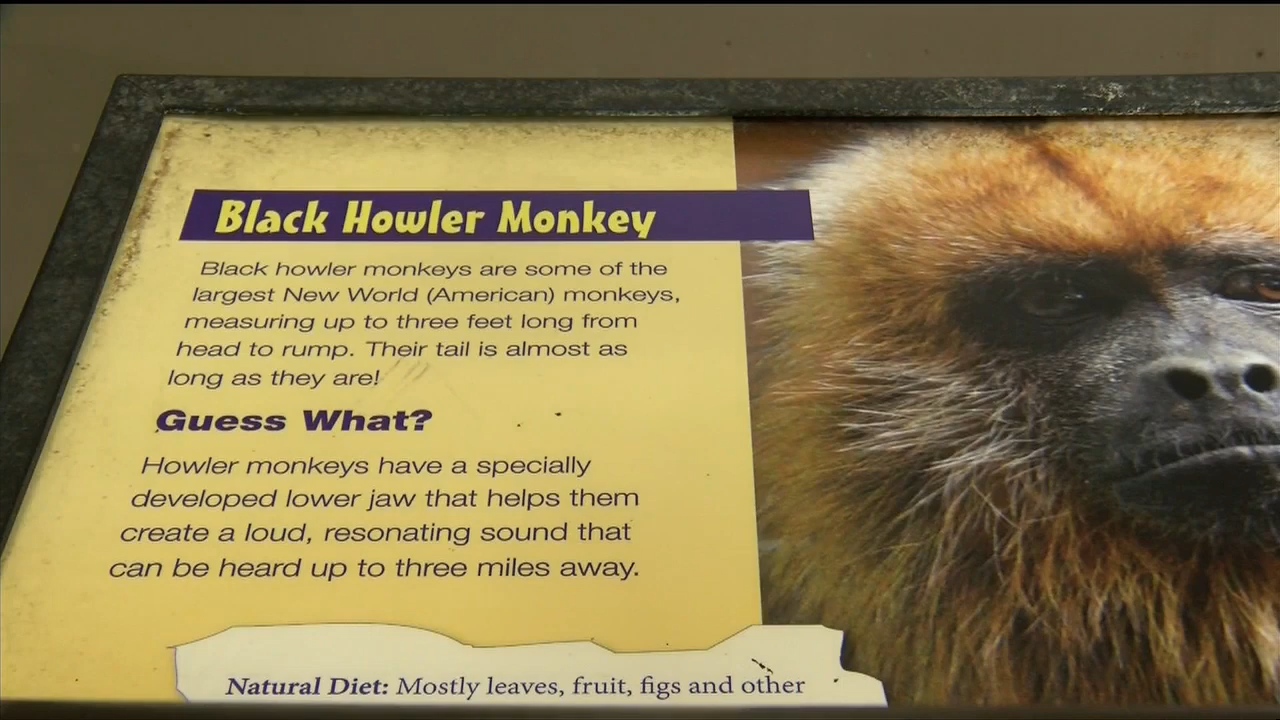 Black Howler Monkey
Black howler monkeys are some of the
largest New World (American) monkeys,
measuring up to three feet long from
head to rump. Their tail is almost as
long as they are!
Guess What?
Howler monkeys have a specially
developed lower jaw that helps them
create a loud, resonating sound that
can be heard up to three miles away.
Natural Diet: Mostly leaves, fruit, figs and other